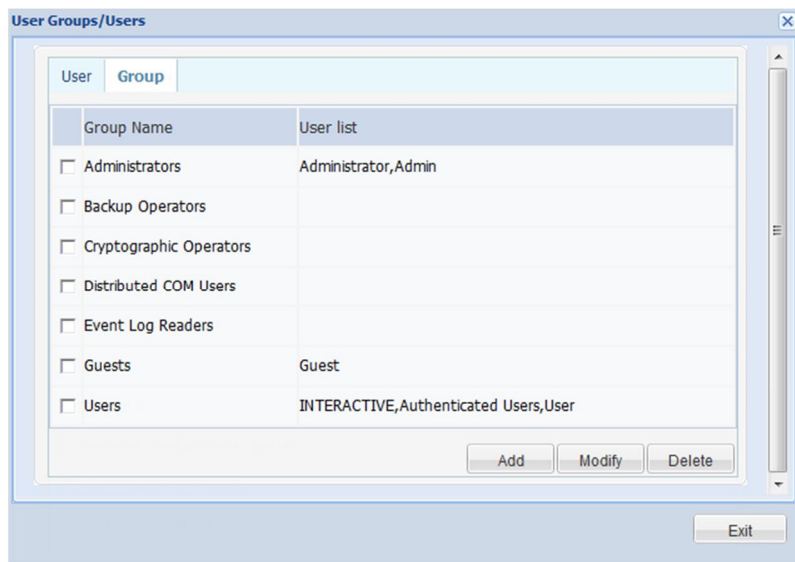 User Groups/Users
User Group
Group Name User list
Administrators Administrator,Admin
Backup Operators
Cryptographic Operators
Distributed COM Users
Event Log Readers
Guests Guest
Users INTERACTIVE,Authenticated Users,User
Add Modify Delete
Exit